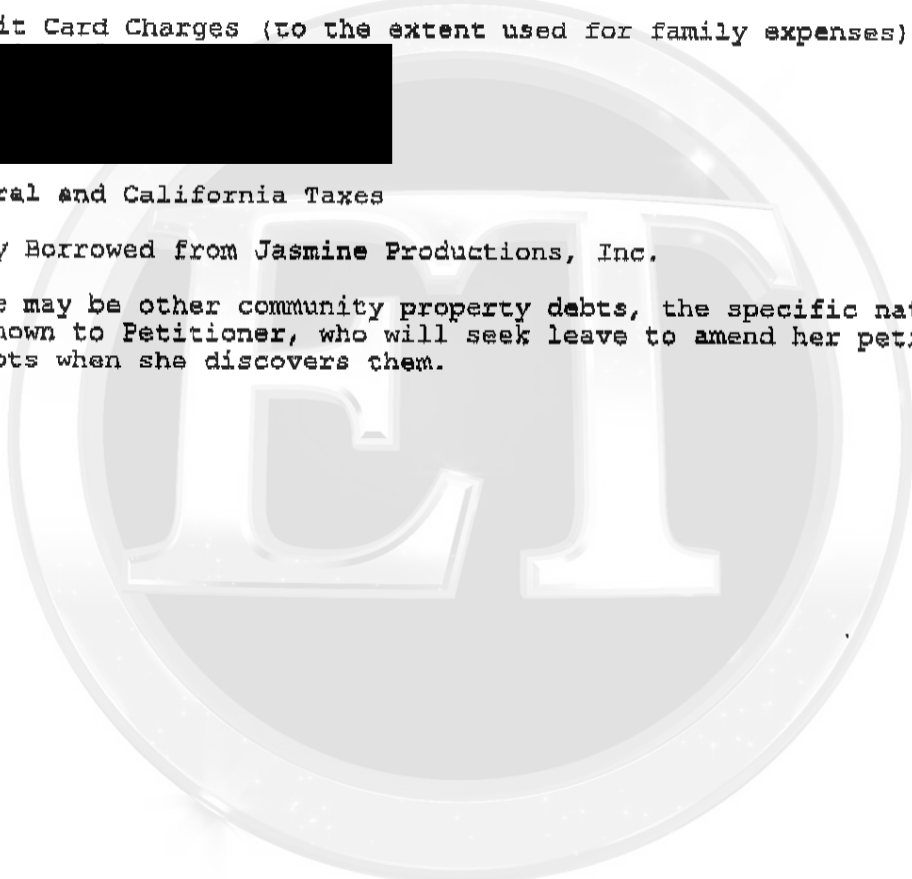 it Card Charges (to the extent used for family expenses)
ral and California Taxes
y Borrowed from Jasmine Productions, Inc.
e may be other community property debts, the specific nat
nown to Petitioner, who will seek leave to amend her peti
bts when she discovers them.
ET